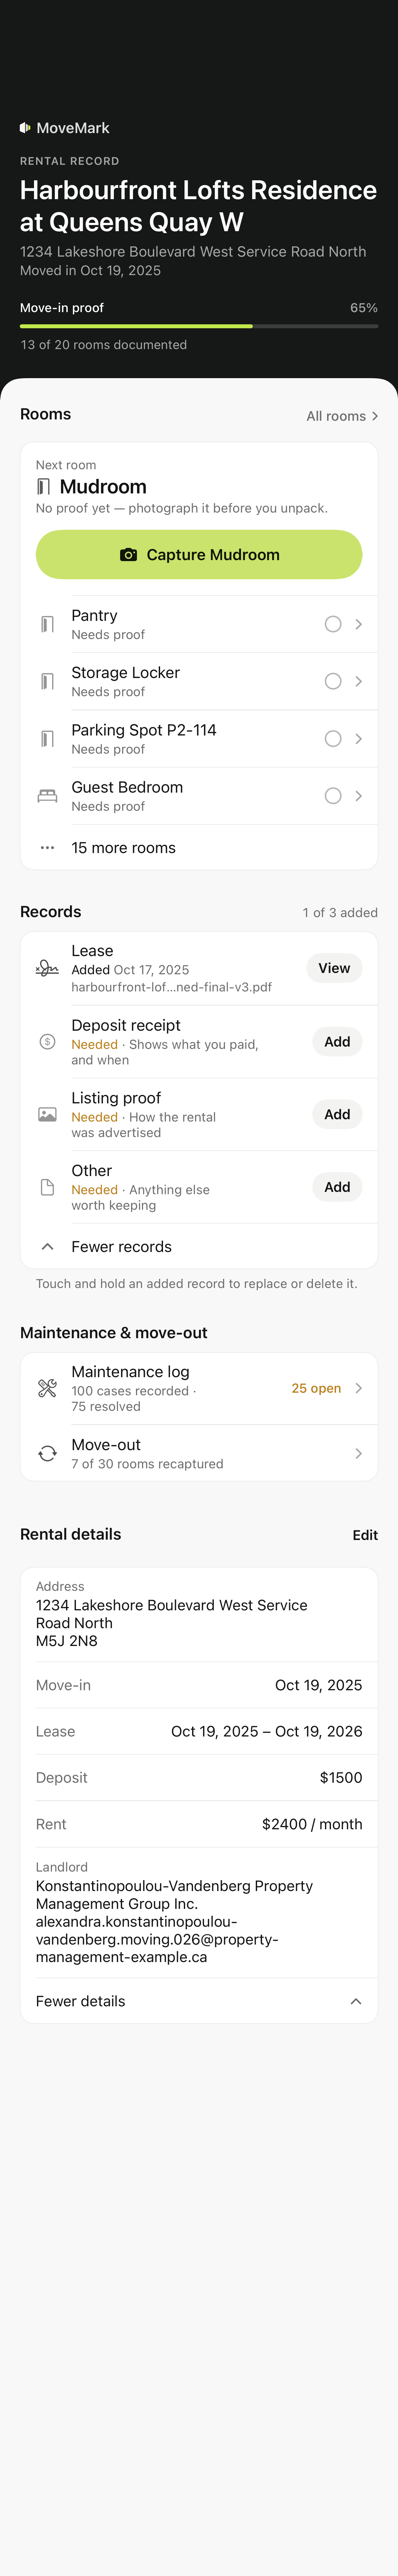 MoveMark
RENTAL RECORD
Harbourfront Lofts Residence
at Queens Quay W
1234 Lakeshore Boulevard West Service Road North
Moved in Oct 19, 2025
Move-in proof 65%
13 of 20 rooms documented
Rooms All rooms
Next room
Mudroom
No proof yet — photograph it before you unpack.
Capture Mudroom
Pantry
Needs proof
Storage Locker
Needs proof
Parking Spot P2-114
Needs proof
Guest Bedroom
Needs proof
15 more rooms
Records 1 of 3 added
Lease
Added Oct 17, 2025
harbourfront-lof...ned-final-v3.pdf
View
Deposit receipt
Needed · Shows what you paid,
and when
Add
Listing proof
Needed · How the rental
was advertised
Add
Other
Needed · Anything else
worth keeping
Add
Fewer records
Touch and hold an added record to replace or delete it.
Maintenance & move-out
Maintenance log
100 cases recorded ·
75 resolved
25 open
Move-out
7 of 30 rooms recaptured
Rental details Edit
Address
1234 Lakeshore Boulevard West Service
Road North
M5J 2N8
Move-in Oct 19, 2025
Lease Oct 19, 2025 – Oct 19, 2026
Deposit $1500
Rent $2400 / month
Landlord
Konstantinopoulou-Vandenberg Property
Management Group Inc.
alexandra.konstantinopoulou-
vandenberg.moving.026@property-
management-example.ca
Fewer details